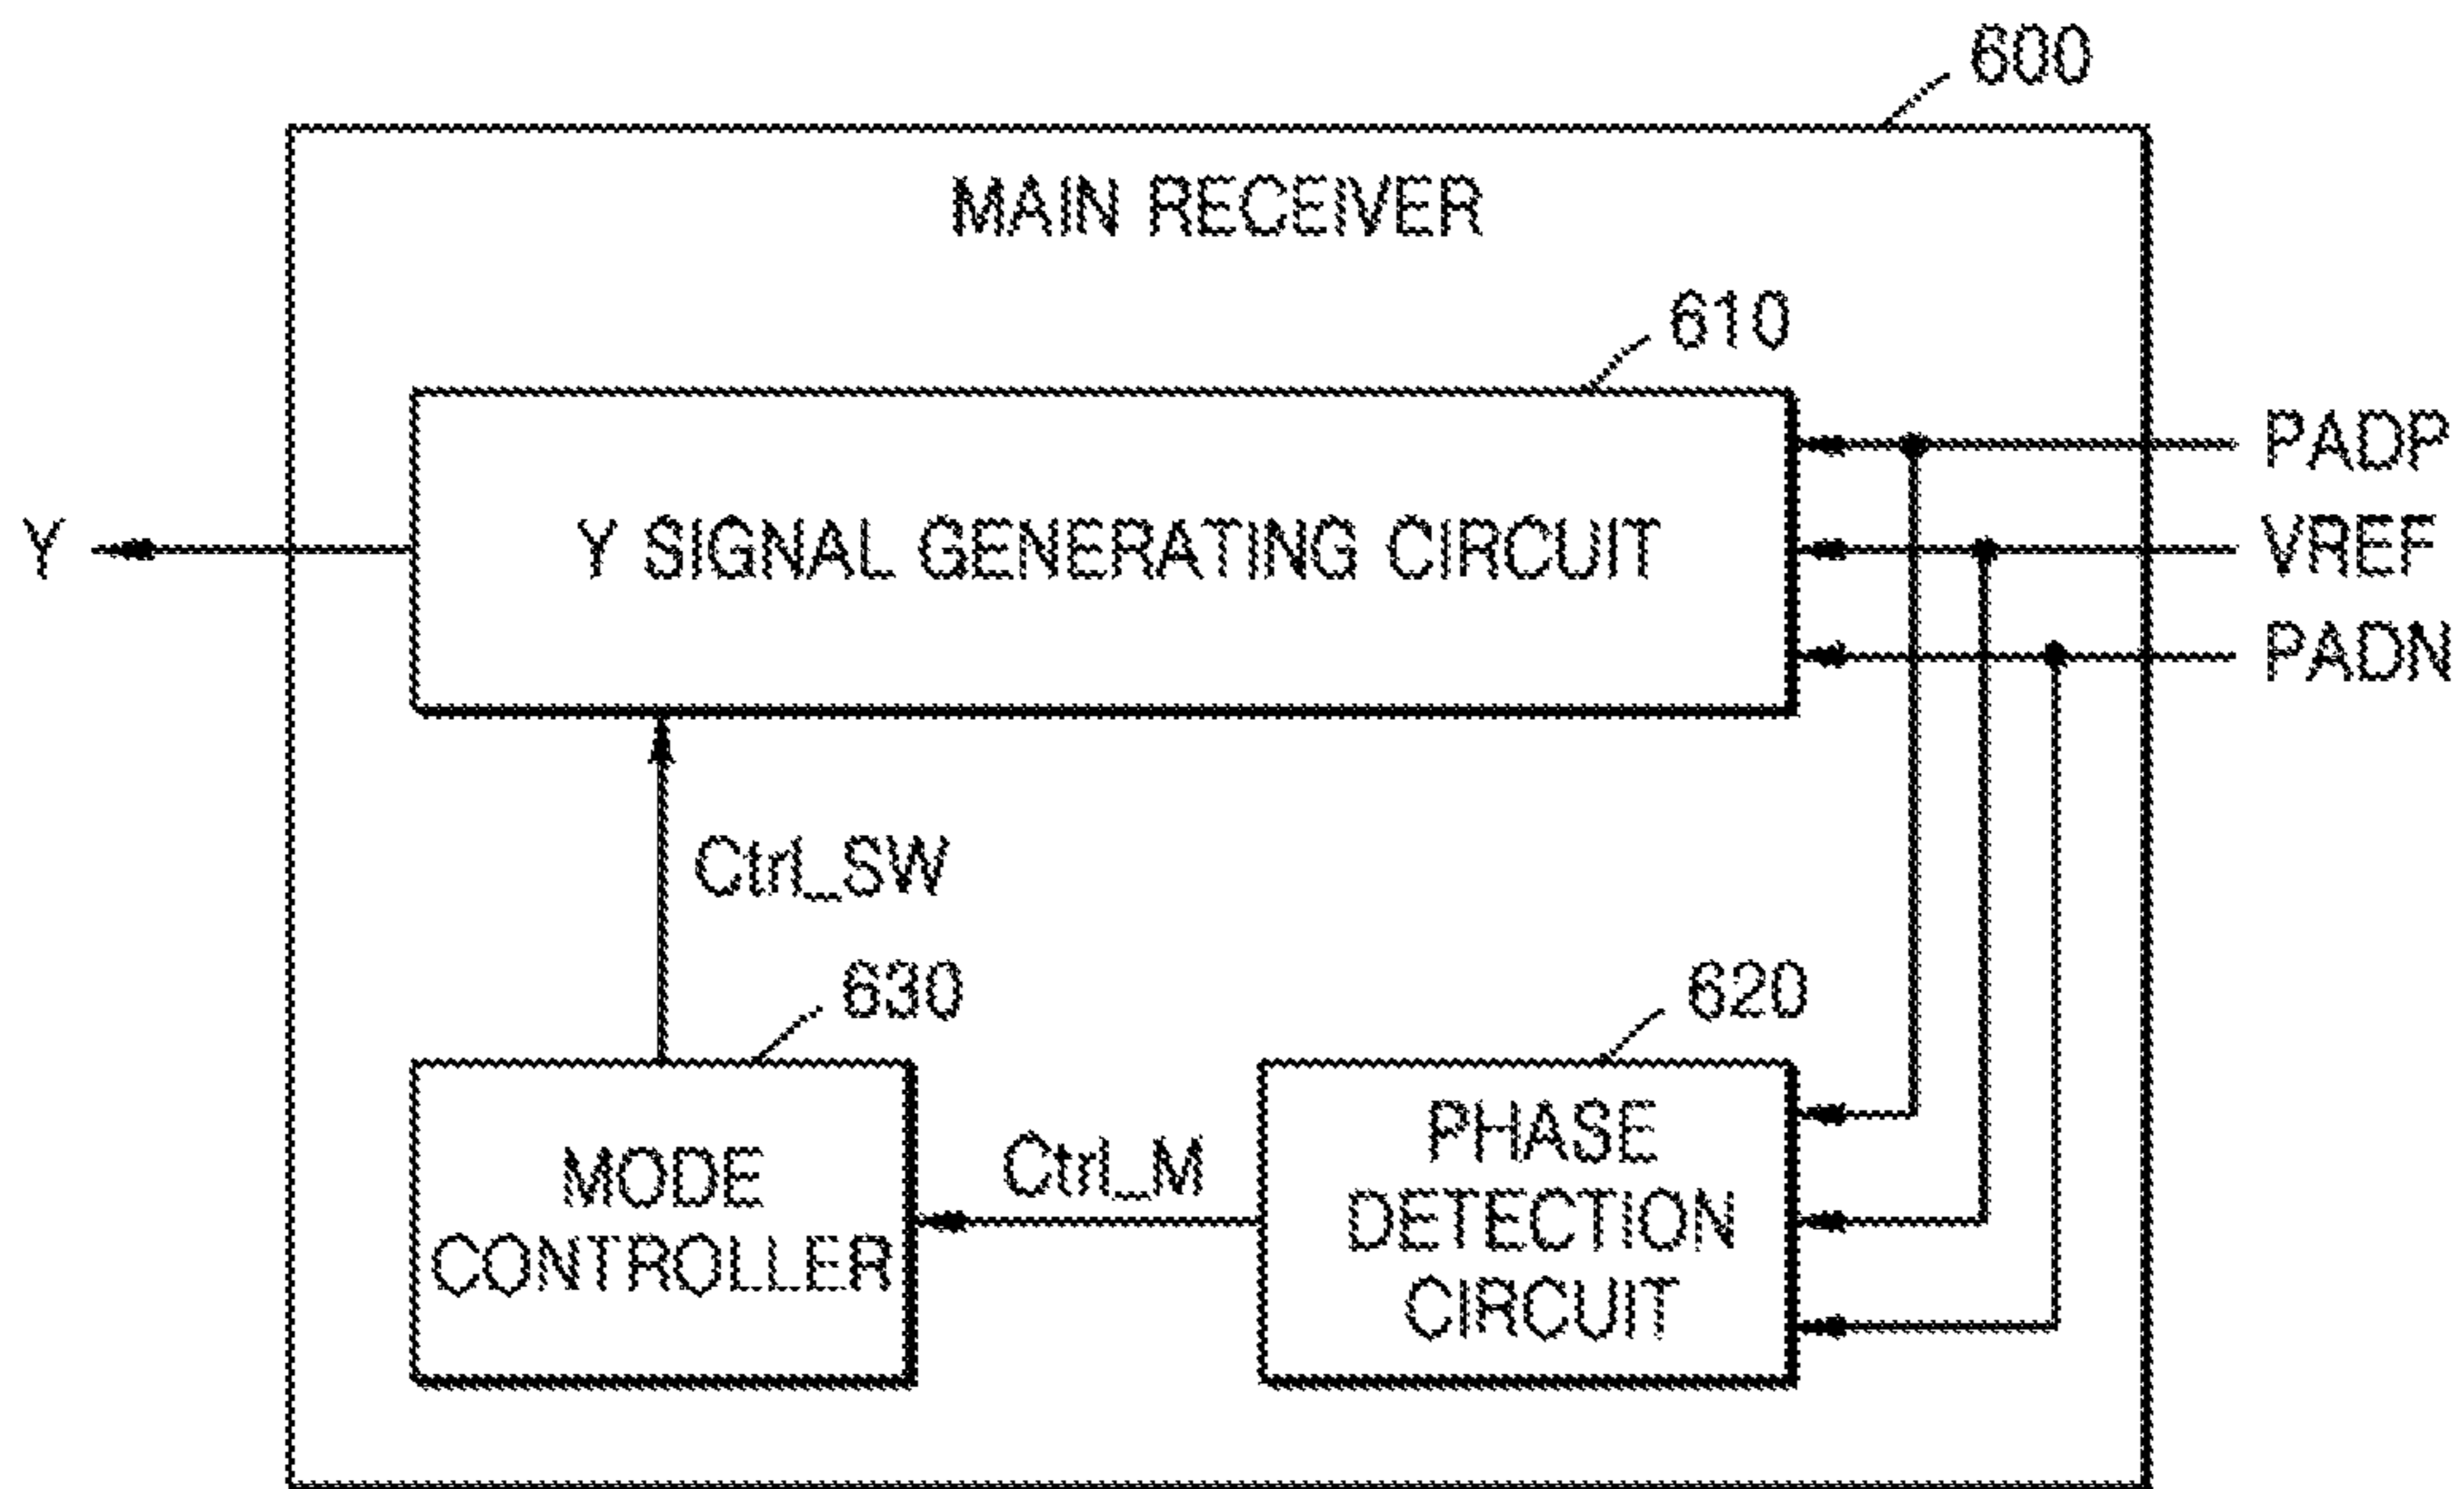 600
MAIN RECEIVER
610
PADP
Y
Y SIGNAL GENERATING CIRCUIT
VREF
PADN
Ctrl_SW
630
620
MODE
CONTROLLER
Ctrl_M
PHASE
DETECTION
CIRCUIT